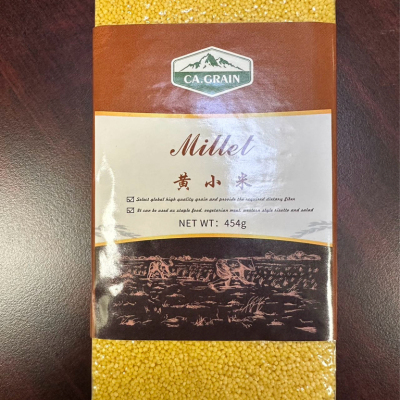 CA.GRAIN
Millet
黄小米
Select global high quality grain and provide the required dietary fiber
It can be used as staple food, vegetarian meal, western style risotto and salad
NET WT: 454g